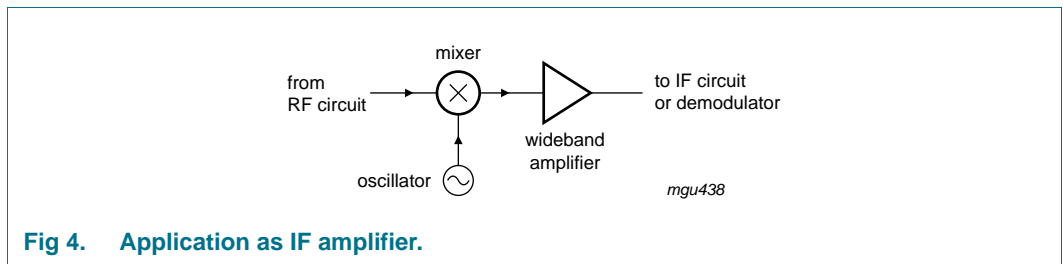 mixer
from
RF circuit
to IF circuit
or demodulator
wideband
amplifier
oscillator
mgu438
Fig 4. Application as IF amplifier.